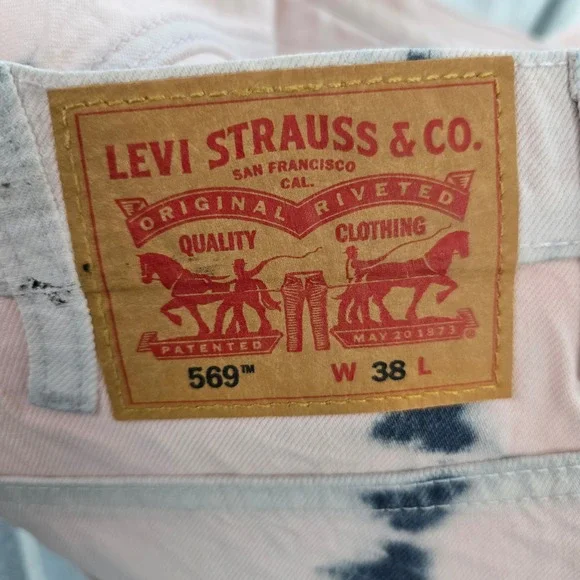 LEVI STRAUSS & CO.
SAN FRANCISCO
CAL.
ORIGINAL RIVETED
QUALITY CLOTHING
PATENTED MAY 20 1873
569™ W 38 L